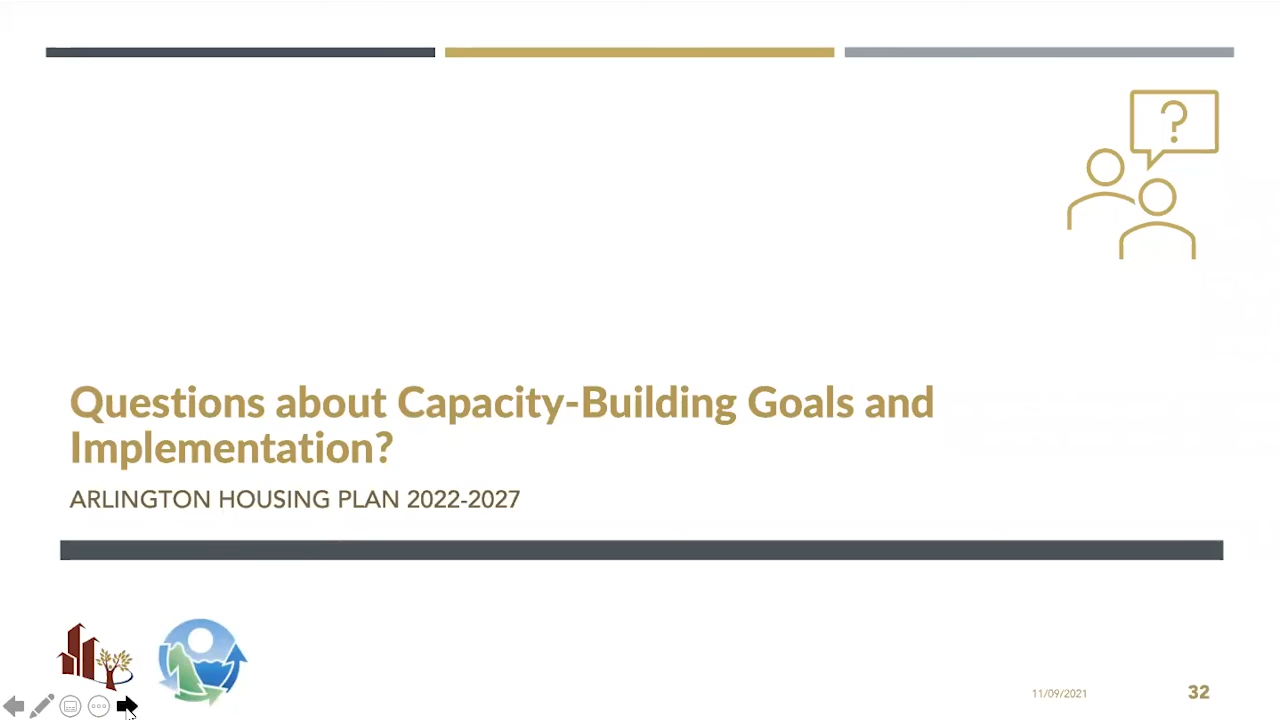 ?
Questions about Capacity-Building Goals and
Implementation?
ARLINGTON HOUSING PLAN 2022-2027
11/09/2021
32